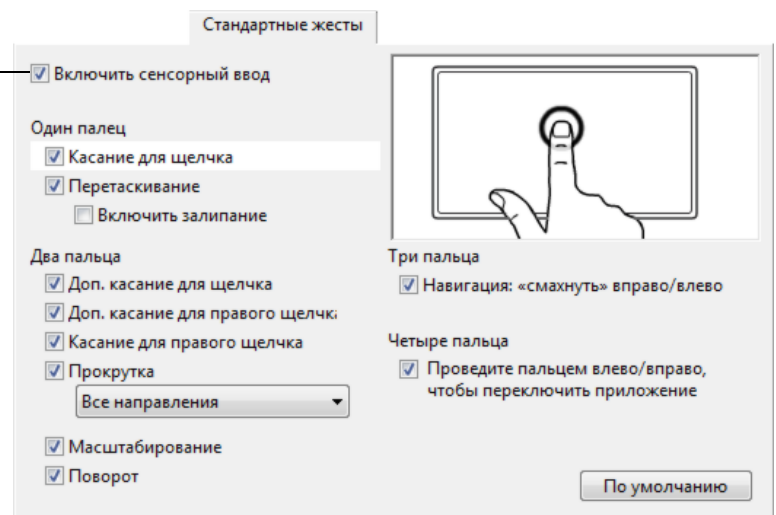 Стандартные жесты
Включить сенсорный ввод
Один палец
Касание для щелчка
Перетаскивание
Включить залипание
Два пальца
Доп. касание для щелчка
Доп. касание для правого щелчка
Касание для правого щелчка
Прокрутка
Все направления
Масштабирование
Поворот
Три пальца
Навигация: «смахнуть» вправо/влево
Четыре пальца
Проведите пальцем влево/вправо,
чтобы переключить приложение
По умолчанию